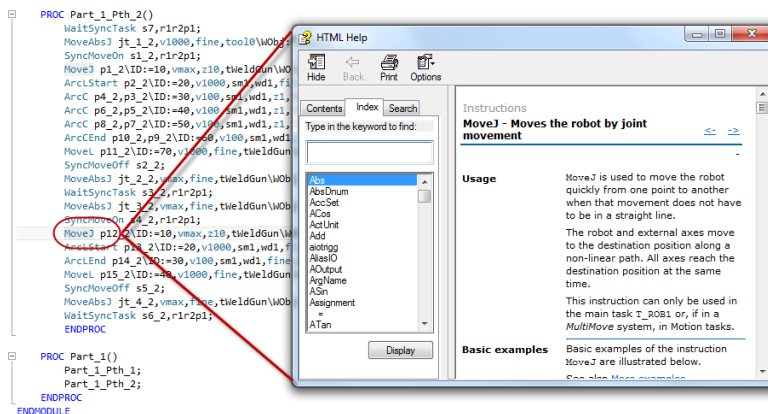 PROC Part_1_Pth_2()
WaitSyncTask s7,r1r2p1;
MoveAbsJ jt_1_2,v1000,fine,tool0\WObj:
SyncMoveOn s1_2,r1r2p1;
MoveJ p1_2\ID:=10,vmax,z10,tWeldGun\WO
ArcLStart p2_2\ID:=20,v1000,sm1,wd1,fi
ArcC p4_2,p3_2\ID:=30,v100,sm1,wd1,z1,
ArcC p6_2,p5_2\ID:=40,v100,sm1,wd1,z1,
ArcC p8_2,p7_2\ID:=50,v100,sm1,wd1,z1,
ArcCEnd p10_2,p9_2\ID:=60,v100,sm1,wd1
MoveL p11_2\ID:=70,v1000,fine,tWeldGun
SyncMoveOff s2_2;
MoveAbsJ jt_2_2,vmax,fine,tWeldGun\WOb
WaitSyncTask s3_2,r1r2p1;
MoveAbsJ jt_3_2,vmax,fine,tWeldGun\WOb
SyncMoveOn s4_2,r1r2p1;
MoveJ p12_2\ID:=10,vmax,z10,tWeldGun\W
ArcLStart p13_2\ID:=20,v1000,sm1,wd1,f
ArcLEnd p14_2\ID:=30,v100,sm1,wd1,fine
MoveL p15_2\ID:=40,v1000,fine,tWeldGun
SyncMoveOff s5_2;
MoveAbsJ jt_4_2,vmax,fine,tWeldGun\WObj
WaitSyncTask s6_2,r1r2p1;
ENDPROC
PROC Part_1()
Part_1_Pth_1;
Part_1_Pth_2;
ENDPROC
ENDMODULE
HTML Help
Hide Back Print Options
Contents Index Search
Type in the keyword to find:
Abs
AbsDnum
AccSet
ACos
ActUnit
Add
aiotrigg
AliasIO
AOutput
ArgName
ASin
Assignment
=
ATan
Display
Instructions
MoveJ - Moves the robot by joint
movement
<- ->
-
Usage
MoveJ is used to move the robot
quickly from one point to another
when that movement does not have
to be in a straight line.
The robot and external axes move
to the destination position along a
non-linear path. All axes reach the
destination position at the same
time.
This instruction can only be used in
the main task T_ROB1 or, if in a
MultiMove system, in Motion tasks.
Basic examples
Basic examples of the instruction
MoveJ are illustrated below.
See also More examples